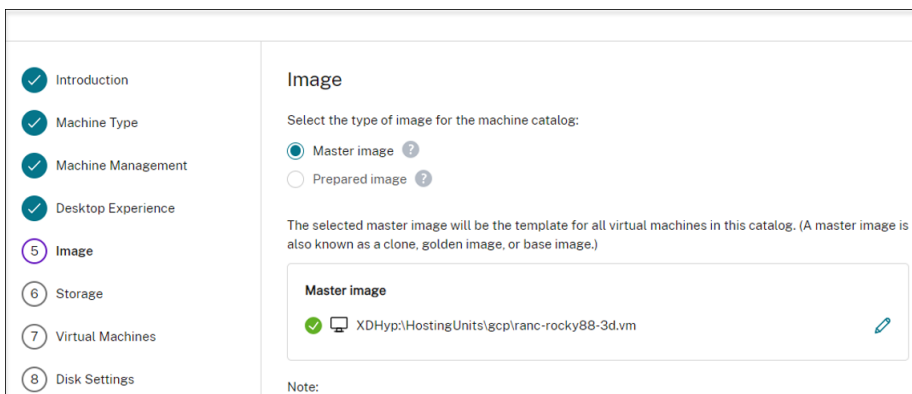 Introduction
Machine Type
Machine Management
Desktop Experience
5 Image
6 Storage
7 Virtual Machines
8 Disk Settings
Image
Select the type of image for the machine catalog:
Master image ?
Prepared image ?
The selected master image will be the template for all virtual machines in this catalog. (A master image is
also known as a clone, golden image, or base image.)
Master image
XDHyp:\HostingUnits\gcp\ranc-rocky88-3d.vm
Note: